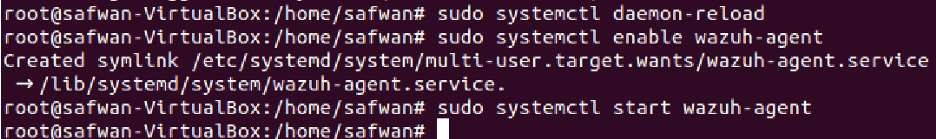 root@safwan-VirtualBox:/home/safwan# sudo systemctl daemon-reload
root@safwan-VirtualBox:/home/safwan# sudo systemctl enable wazuh-agent
Created symlink /etc/systemd/system/multi-user.target.wants/wazuh-agent.service
→ /lib/systemd/system/wazuh-agent.service.
root@safwan-VirtualBox:/home/safwan# sudo systemctl start wazuh-agent
root@safwan-VirtualBox:/home/safwan#